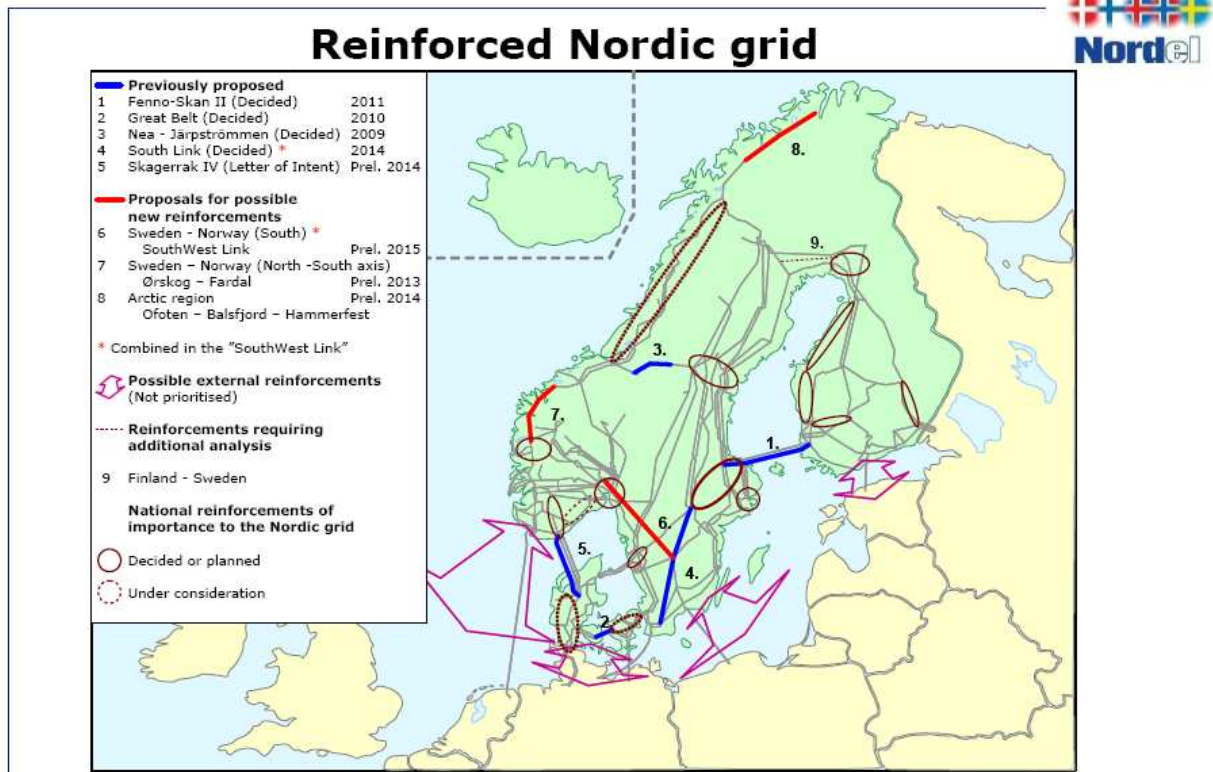 Nordel
Reinforced Nordic grid
Previously proposed
1 Fenno-Skan II (Decided) 2011
2 Great Belt (Decided) 2010
3 Nea - Järpströmmen (Decided) 2009
4 South Link (Decided) * 2014
5 Skagerrak IV (Letter of Intent) Prel. 2014
Proposals for possible
new reinforcements
6 Sweden - Norway (South) *
SouthWest Link Prel. 2015
7 Sweden – Norway (North -South axis)
Ørskog – Fardal Prel. 2013
8 Arctic region Prel. 2014
Ofoten – Balsfjord – Hammerfest
* Combined in the ”SouthWest Link”
Possible external reinforcements
(Not prioritised)
Reinforcements requiring
additional analysis
9 Finland - Sweden
National reinforcements of
importance to the Nordic grid
Decided or planned
Under consideration
8.
9.
3.
7.
1.
6.
5.
4.
2.